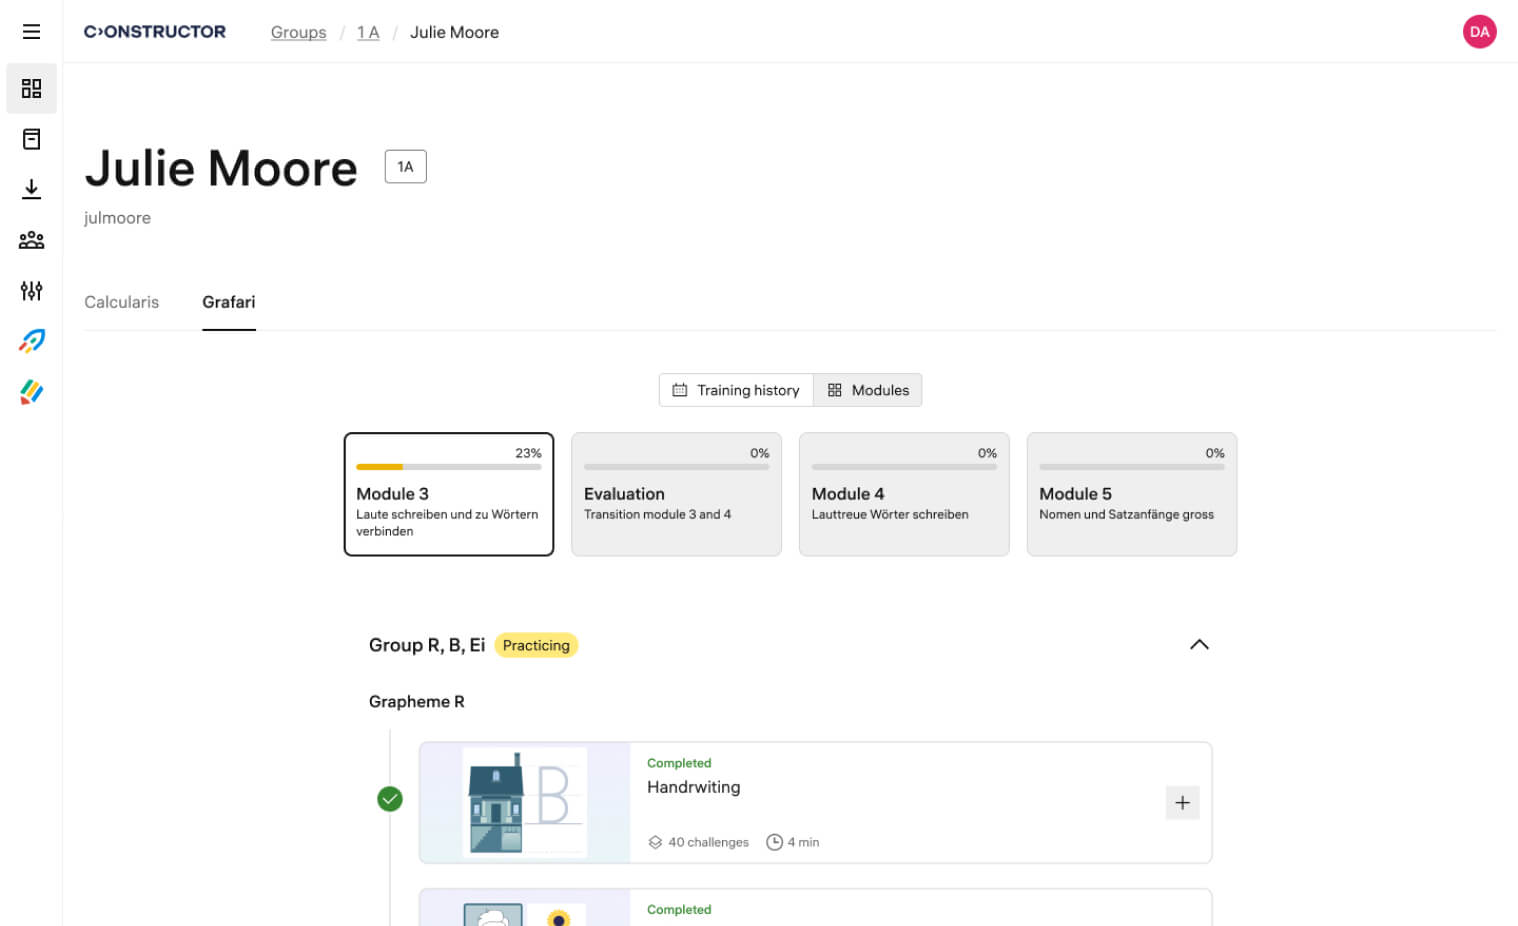 C›ONSTRUCTOR
Groups / 1 A / Julie Moore
DA
Julie Moore
1A
julmoore
Calcularis
Grafari
Training history
Modules
23%
Module 3
Laute schreiben und zu Wörtern
verbinden
0%
Evaluation
Transition module 3 and 4
0%
Module 4
Lauttreue Wörter schreiben
0%
Module 5
Nomen und Satzanfänge gross
Group R, B, Ei
Practicing
Grapheme R
B
Completed
Handrwiting
40 challenges
4 min
Completed